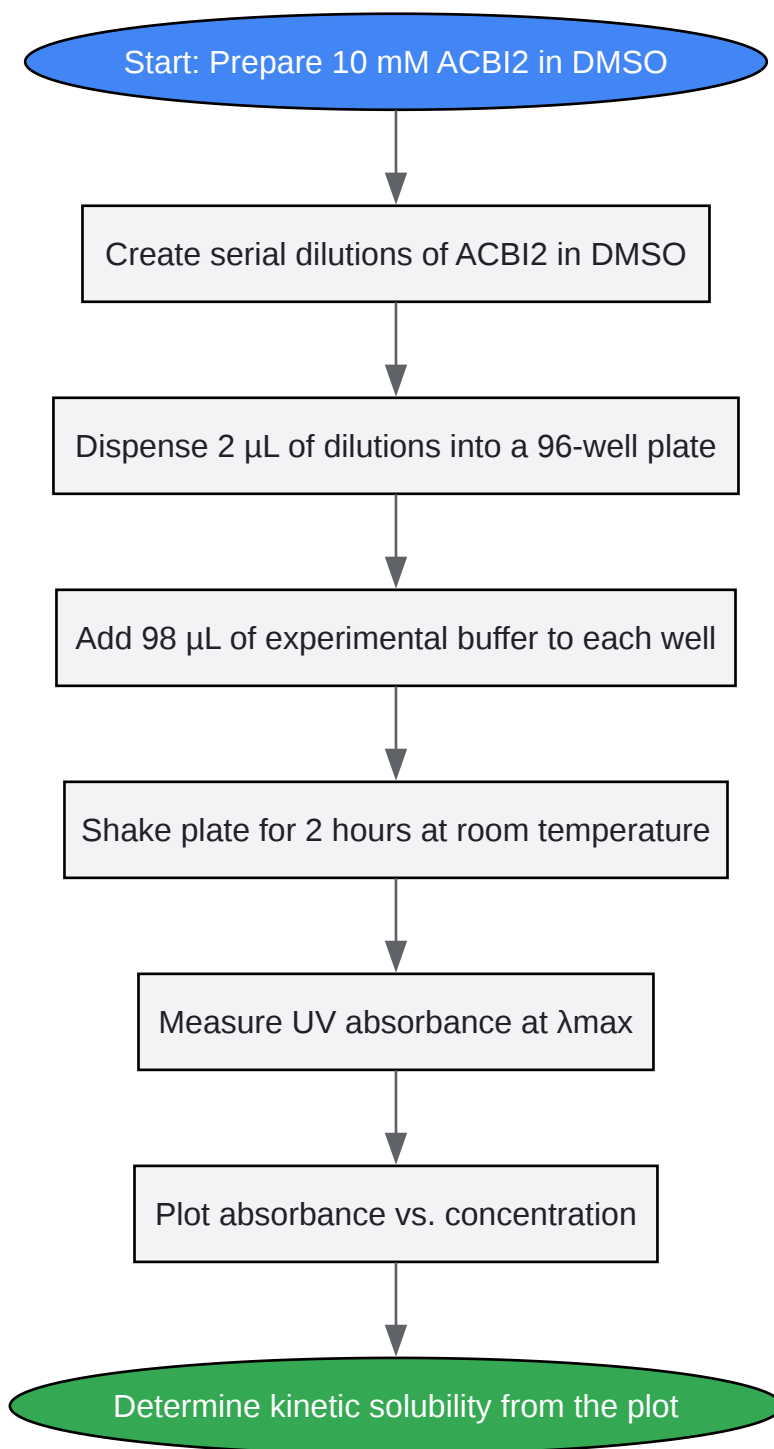 Start: Prepare 10 mM ACBI2 in DMSO
Create serial dilutions of ACBI2 in DMSO
Dispense 2 µL of dilutions into a 96-well plate
Add 98 µL of experimental buffer to each well
Shake plate for 2 hours at room temperature
Measure UV absorbance at λmax
Plot absorbance vs. concentration
Determine kinetic solubility from the plot